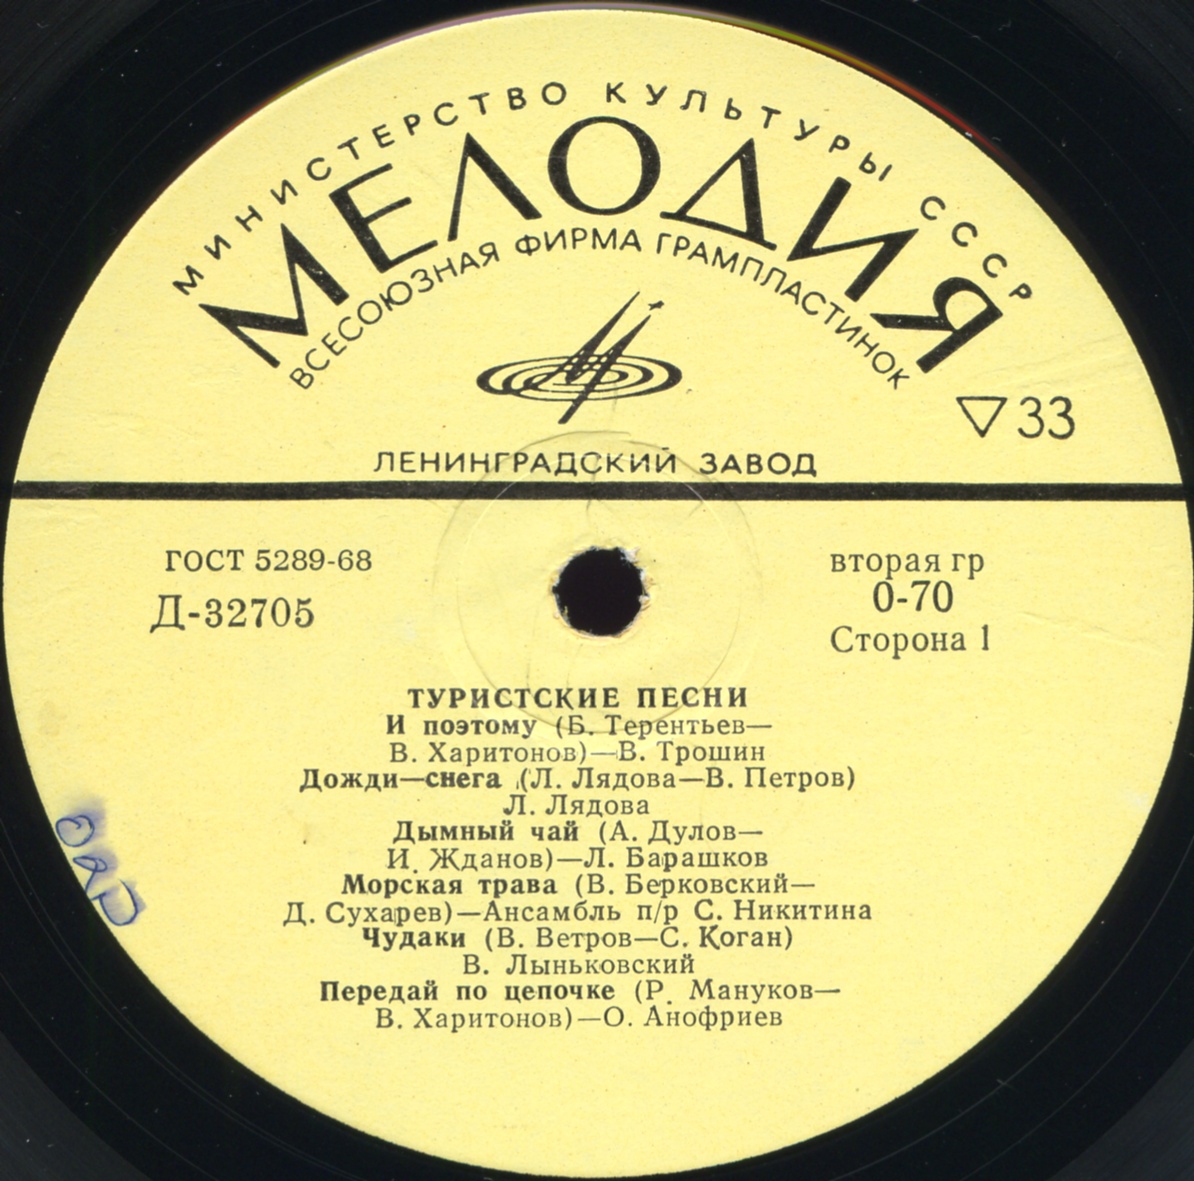 МИНИСТЕРСТВО КУЛЬТУРЫ СССР
МЕЛОДИЯ
ВСЕСОЮЗНАЯ ФИРМА ГРАМПЛАСТИНОК
33
ЛЕНИНГРАДСКИЙ ЗАВОД
ГОСТ 5289-68
Д-32705
вторая гр
0-70
Сторона 1
ТУРИСТСКИЕ ПЕСНИ
И поэтому (Б. Терентьев—
В. Харитонов)—В. Трошин
Дожди—снега (Л. Лядова—В. Петров)
Л. Лядова
Дымный чай (А. Дулов—
И. Жданов)—Л. Барашков
Морская трава (В. Берковский—
Д. Сухарев)—Ансамбль п/р С. Никитина
Чудаки (В. Ветров—С. Коган)
В. Лыньковский
Передай по цепочке (Р. Мануков—
В. Харитонов)—О. Анофриев